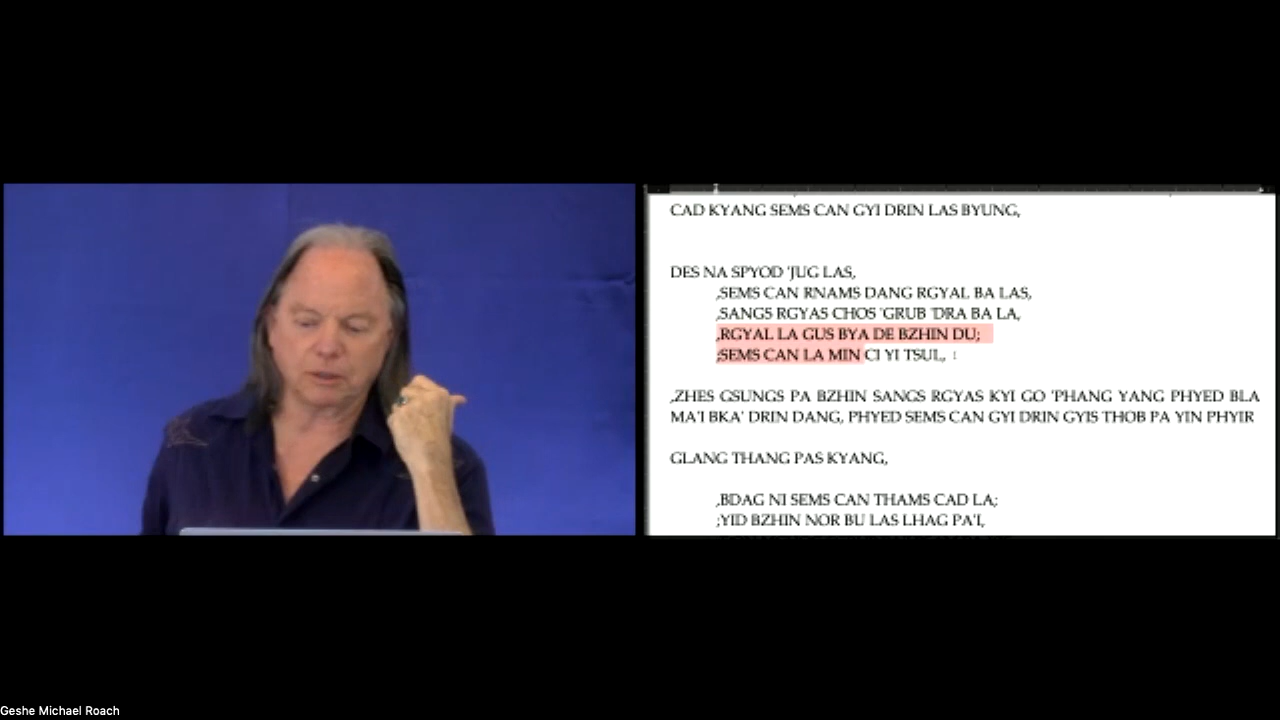 CAD KYANG SEMS CAN GYI DRIN LAS BYUNG,
DES NA SPYOD 'JUG LAS,
,SEMS CAN RNAMS DANG RGYAL BA LAS,
,SANGS RGYAS CHOS 'GRUB 'DRA BA LA,
,RGYAL LA GUS BYA DE BZHIN DU;
;SEMS CAN LA MIN CI YI TSUL,
,ZHES GSUNGS PA BZHIN SANGS RGYAS KYI GO 'PHANG YANG PHYED BLA
MA'I BKA' DRIN DANG, PHYED SEMS CAN GYI DRIN GYIS THOB PA YIN PHYIR
GLANG THANG PAS KYANG,
,BDAG NI SEMS CAN THAMS CAD LA;
;YID BZHIN NOR BU LAS LHAG PA'I,
Geshe Michael Roach